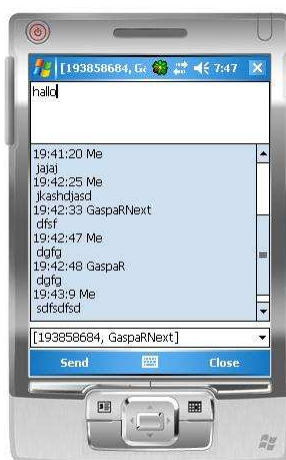 [193858684, Ga 7:47
hallo
19:41:20 Me
jajaj
19:42:25 Me
jkashdjasd
19:42:33 GaspaRNext
dfsf
19:42:47 Me
dgfg
19:42:48 GaspaR
dgfg
19:43:9 Me
sdfsdfsd
[193858684, GaspaRNext]
Send Close